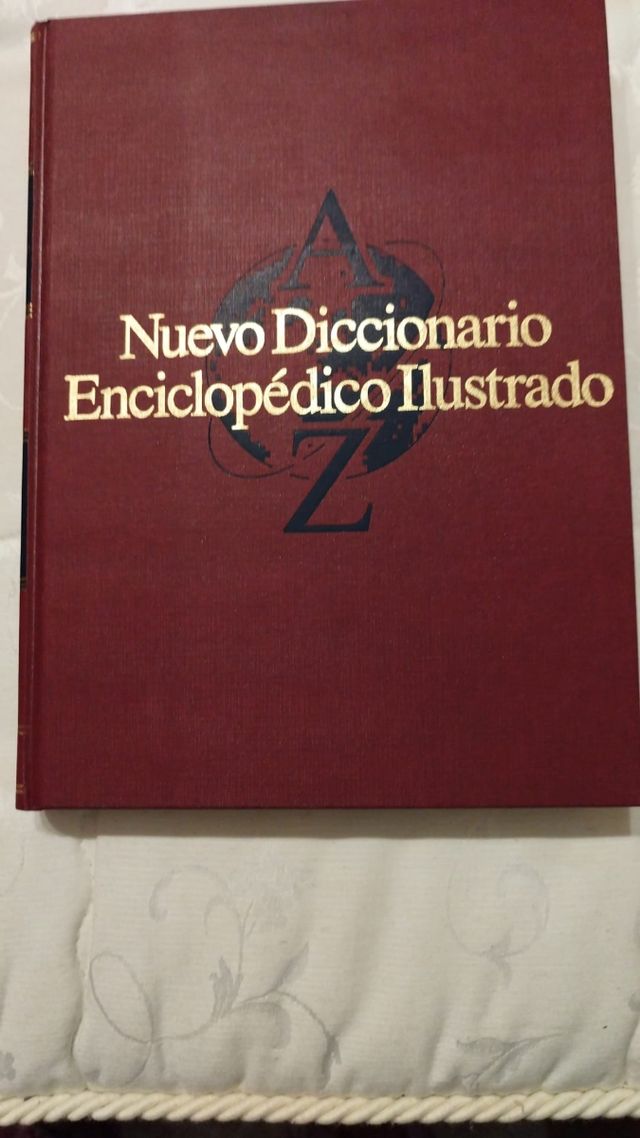 A
Nuevo Diccionario
Enciclopédico Ilustrado
Z